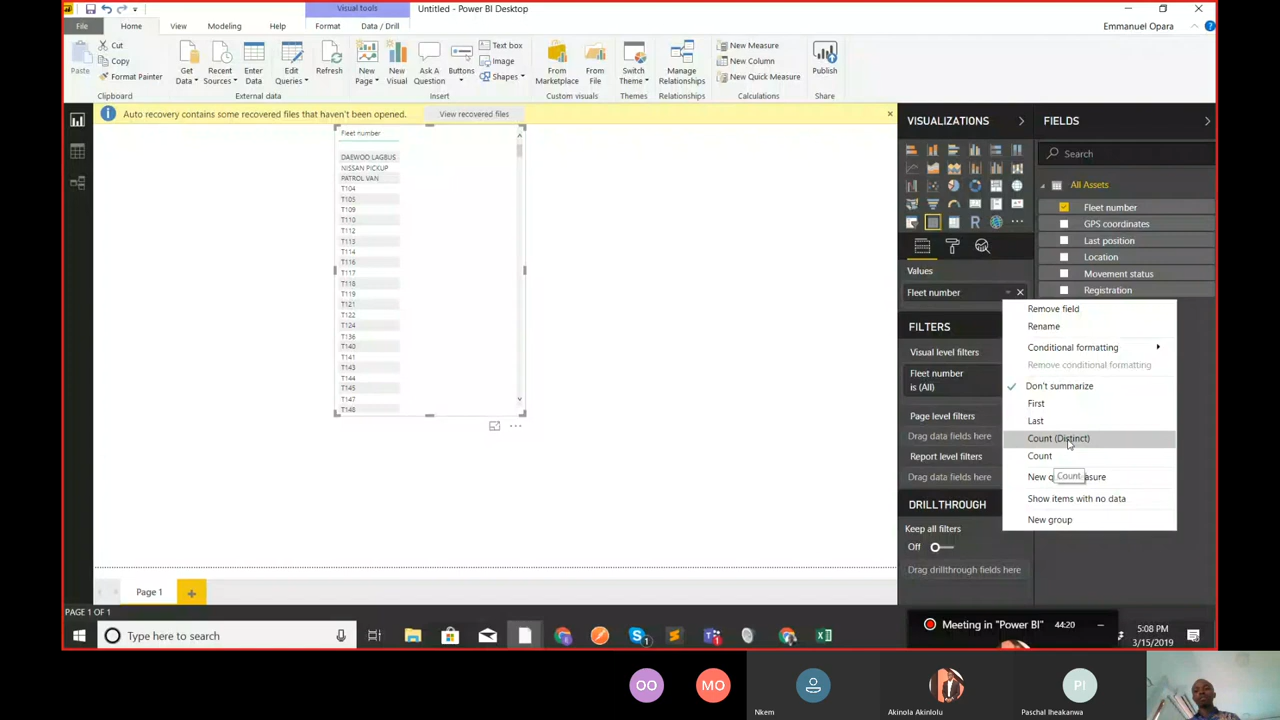 Visual tools
Untitled - Power BI Desktop
File
Home
View
Modeling
Help
Format
Data / Drill
Emmanuel Opara
Paste
Cut
Copy
Format Painter
Clipboard
Get Data
Recent Sources
Enter Data
Edit Queries
Refresh
External data
New Page
New Visual
Ask A Question
Buttons
Text box
Image
Shapes
Insert
From Marketplace
From File
Custom visuals
Switch Theme
Themes
Manage Relationships
Relationships
New Measure
New Column
New Quick Measure
Calculations
Publish
Share
Auto recovery contains some recovered files that haven't been opened.
View recovered files
Fleet number
DAEWOO LAGBUS
NISSAN PICKUP
PATROL VAN
T104
T105
T109
T110
T112
T113
T114
T116
T117
T118
T119
T121
T122
T124
T136
T140
T141
T143
T144
T145
T147
T148
VISUALIZATIONS
Values
Fleet number
FILTERS
Visual level filters
Fleet number
is (All)
Page level filters
Drag data fields here
Report level filters
Drag data fields here
DRILLTHROUGH
Keep all filters
Off
Drag drillthrough fields here
FIELDS
Search
All Assets
Fleet number
GPS coordinates
Last position
Location
Movement status
Registration
Remove field
Rename
Conditional formatting
Remove conditional formatting
Don't summarize
First
Last
Count (Distinct)
Count
New q
Count
asure
Show items with no data
New group
Page 1
PAGE 1 OF 1
Type here to search
Meeting in "Power BI"
44:20
5:08 PM
3/15/2019
OO
MO
Nkem
Akinola Akinlolu
PI
Paschal Iheakanwa